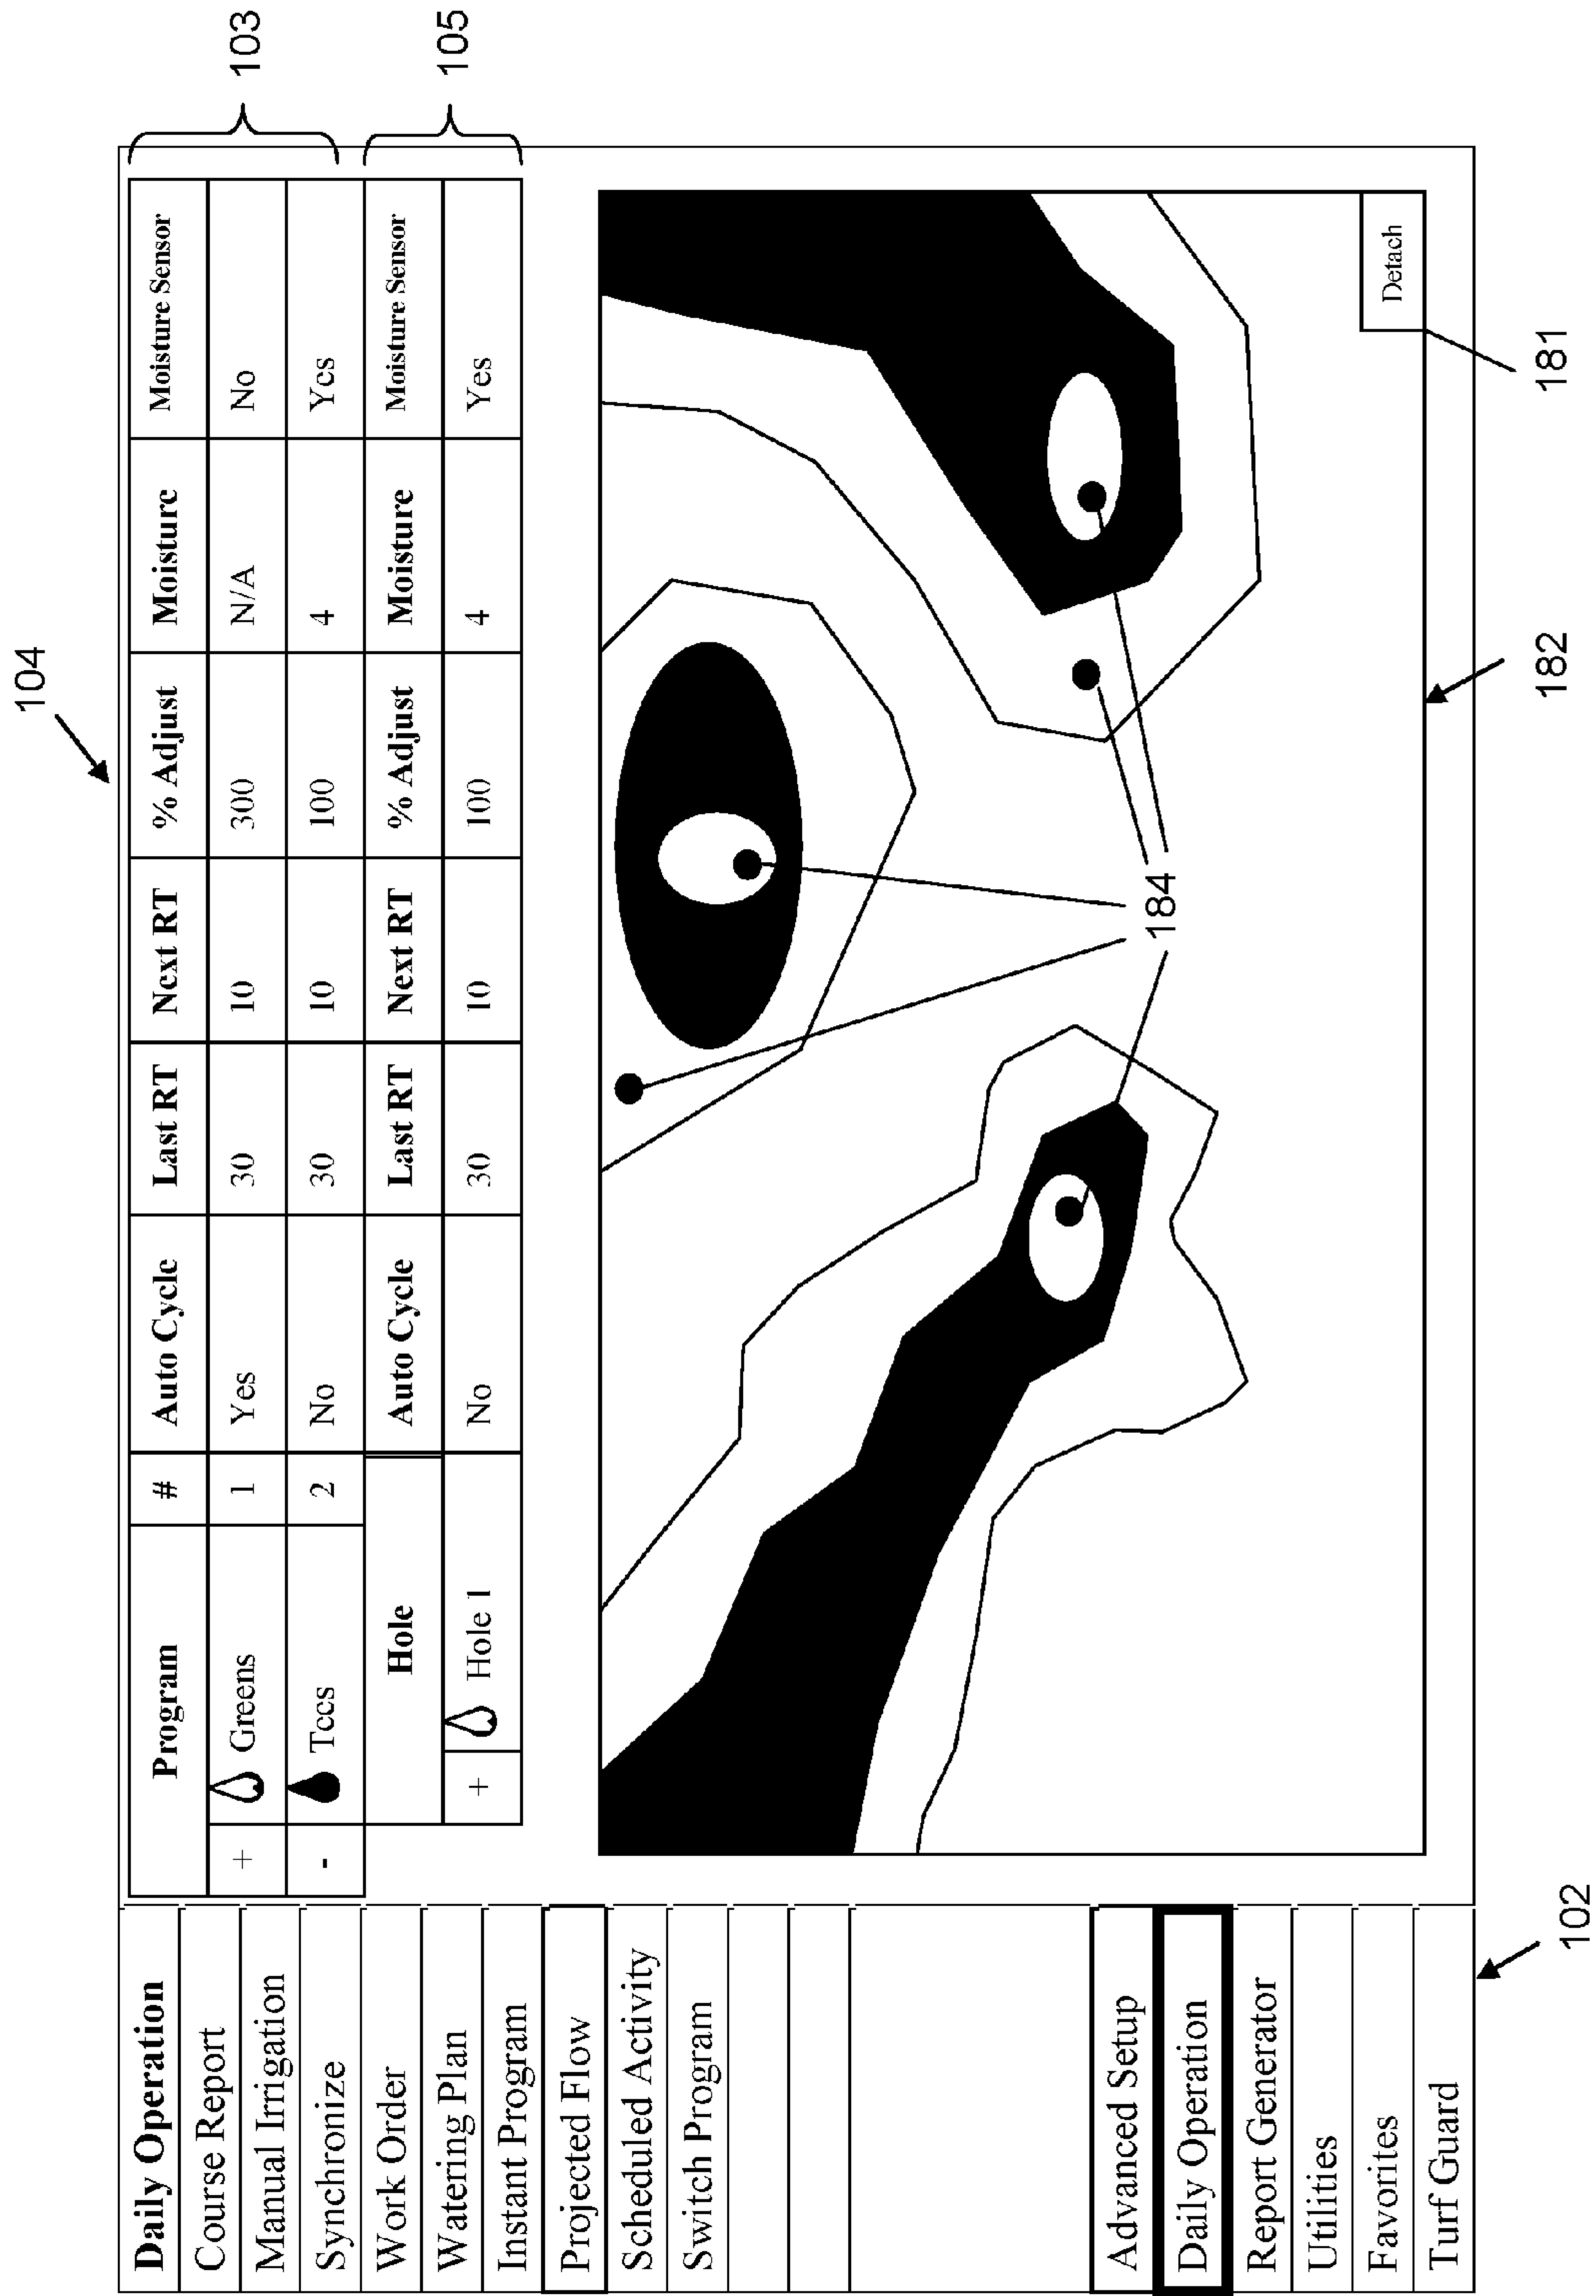 104
Daily Operation
Course Report
Manual Irrigation
Synchronize
Work Order
Watering Plan
Instant Program
Projected Flow
Scheduled Activity
Switch Program
Advanced Setup
Daily Operation
Report Generator
Utilities
Favorites
Turf Guard
102
Program # Auto Cycle Last RT Next RT % Adjust Moisture Moisture Sensor
+ Greens 1 Yes 30 10 300 N/A No
- Tees 2 No 30 10 100 4 Yes
103
Hole Auto Cycle Last RT Next RT % Adjust Moisture Moisture Sensor
+ Hole 1 No 30 10 100 4 Yes
105
184
Detach
182
181